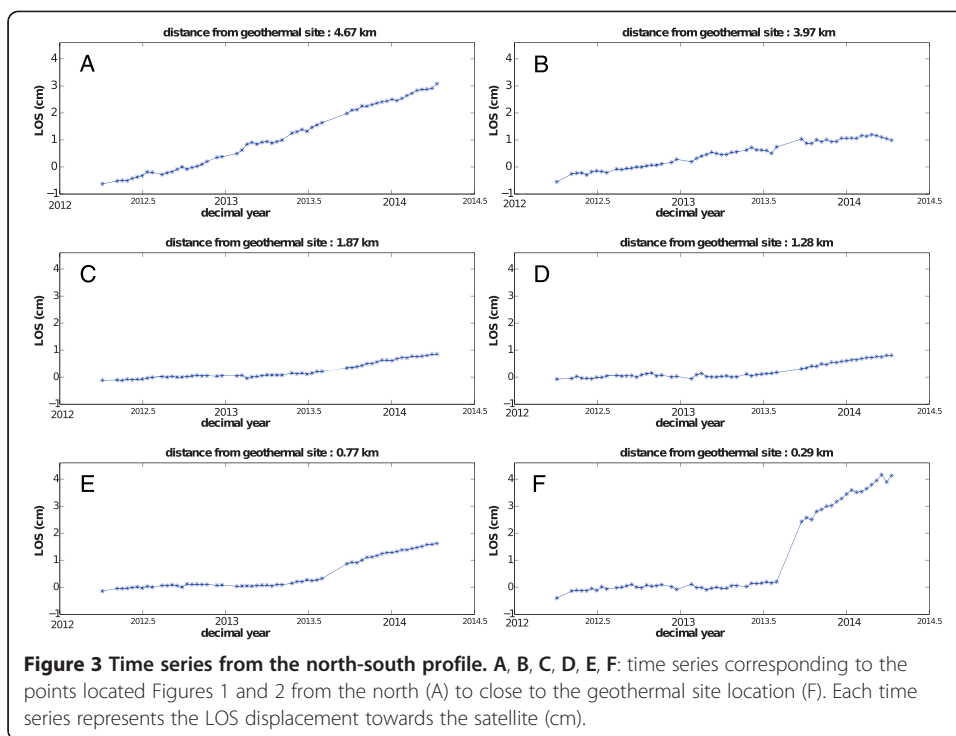 distance from geothermal site : 4.67 km
A
LOS (cm)
4
3
2
1
0
−1
2012
2012.5
2013
2013.5
2014
2014.5
decimal year
distance from geothermal site : 3.97 km
B
LOS (cm)
4
3
2
1
0
−1
2012
2012.5
2013
2013.5
2014
2014.5
decimal year
distance from geothermal site : 1.87 km
C
LOS (cm)
4
3
2
1
0
−1
2012
2012.5
2013
2013.5
2014
2014.5
decimal year
distance from geothermal site : 1.28 km
D
LOS (cm)
4
3
2
1
0
−1
2012
2012.5
2013
2013.5
2014
2014.5
decimal year
distance from geothermal site : 0.77 km
E
LOS (cm)
4
3
2
1
0
−1
2012
2012.5
2013
2013.5
2014
2014.5
decimal year
distance from geothermal site : 0.29 km
F
LOS (cm)
4
3
2
1
0
−1
2012
2012.5
2013
2013.5
2014
2014.5
decimal year
Figure 3 Time series from the north-south profile. A, B, C, D, E, F: time series corresponding to the
points located Figures 1 and 2 from the north (A) to close to the geothermal site location (F). Each time
series represents the LOS displacement towards the satellite (cm).